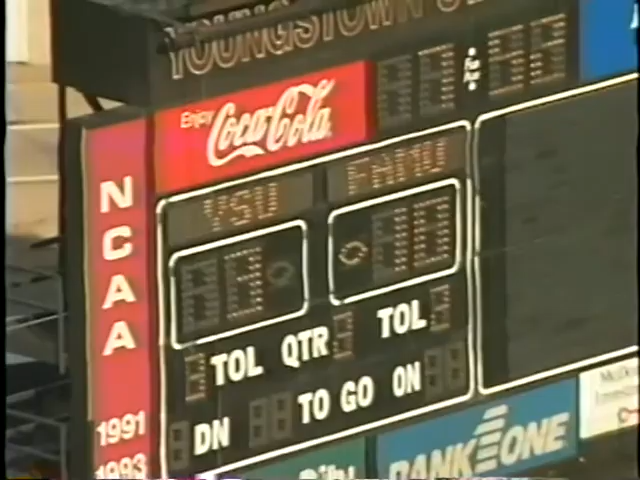 YOUNGSTOWN
Enjoy
Coca-Cola
YSU FAMU
NCAA
TOL QTR TOL
DN TO GO ON
1991
1993
BANK ONE